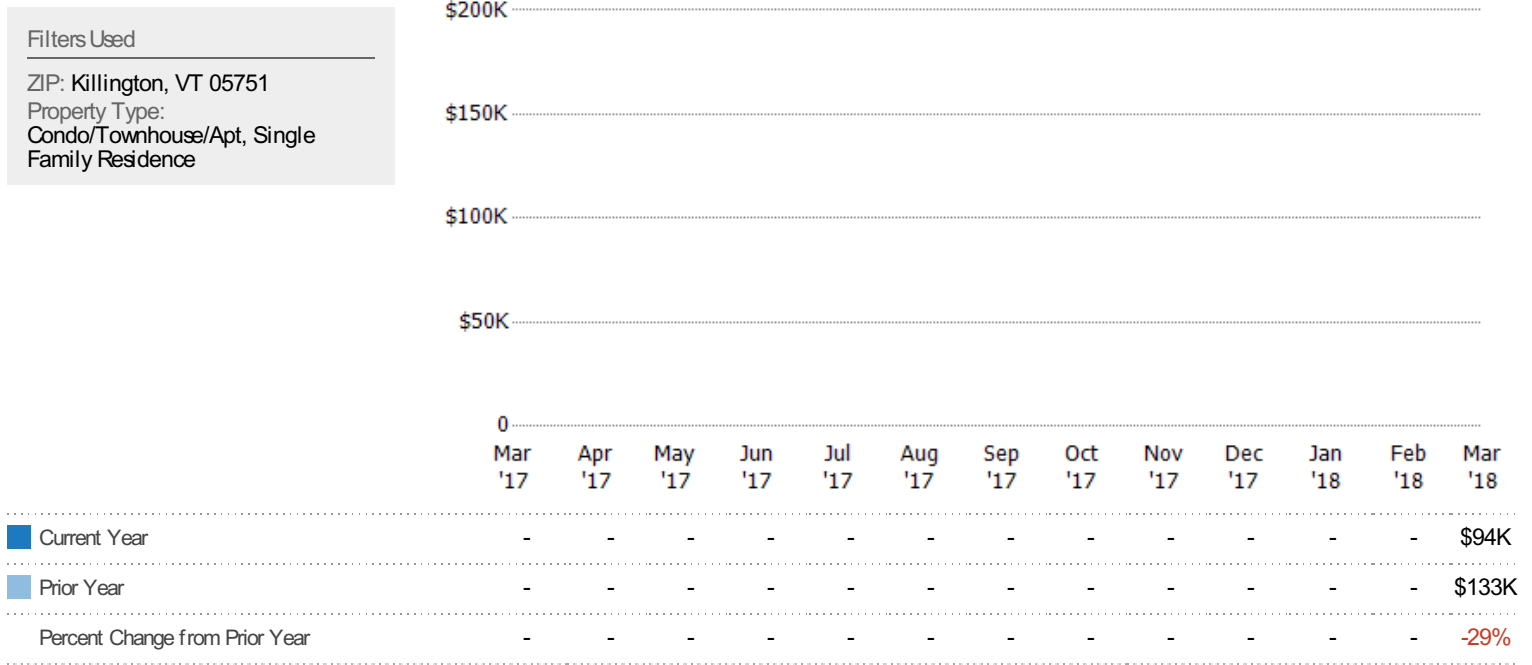 Filters Used
ZIP: Killington, VT 05751
Property Type:
Condo/Townhouse/Apt, Single
Family Residence
$200K
$150K
$100K
$50K
0
Mar Apr May Jun Jul Aug Sep Oct Nov Dec Jan Feb Mar
'17 '17 '17 '17 '17 '17 '17 '17 '17 '17 '18 '18 '18
Current Year - - - - - - - - - - - - $94K
Prior Year - - - - - - - - - - - - $133K
Percent Change from Prior Year - - - - - - - - - - - - -29%